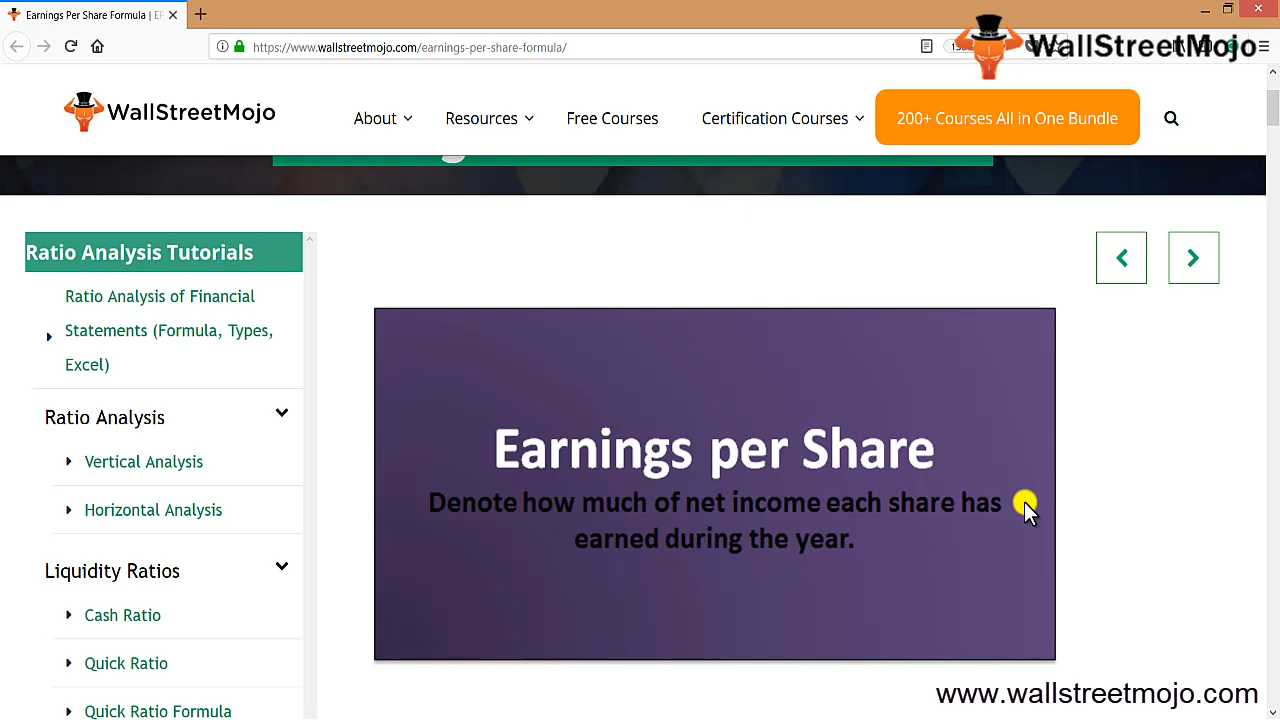 Earnings Per Share Formula | E
https://www.wallstreetmojo.com/earnings-per-share-formula/
WallStreetMojo
WallStreetMojo
About
Resources
Free Courses
Certification Courses
200+ Courses All in One Bundle
Ratio Analysis Tutorials
Ratio Analysis of Financial
Statements (Formula, Types,
Excel)
Ratio Analysis
Vertical Analysis
Horizontal Analysis
Liquidity Ratios
Cash Ratio
Quick Ratio
Quick Ratio Formula
Earnings per Share
Denote how much of net income each share has
earned during the year.
www.wallstreetmojo.com